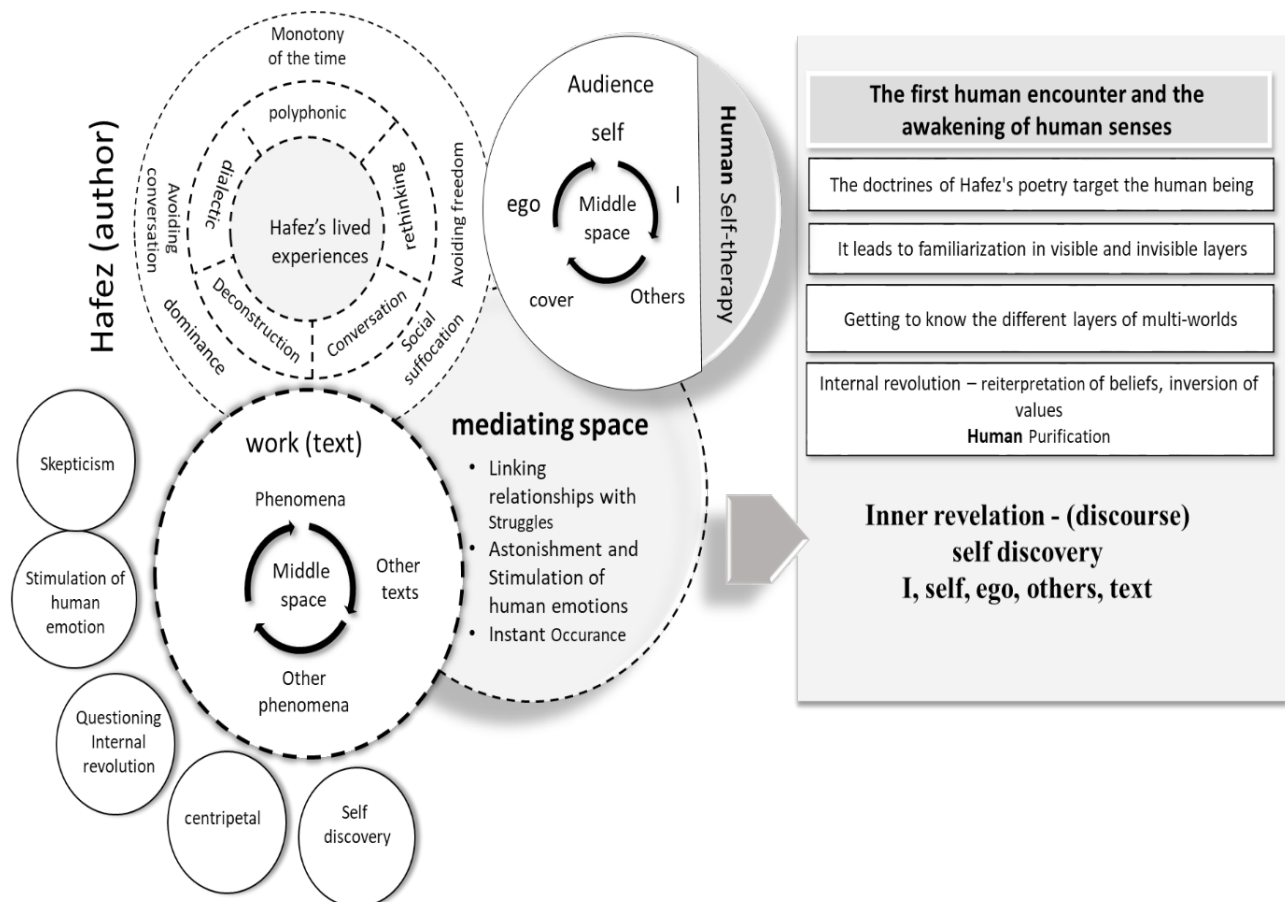 Hafez (author)
Monotony
of the time
polyphonic
dialectic
rethinking
Avoiding
conversation
Avoiding freedom
Hafez's lived
experiences
Deconstruction
Conversation
dominance
Social
suffocation
Audience
self
ego
Middle
space
I
cover
Others
Human Self-therapy
work (text)
Phenomena
Middle
space
Other
texts
Other
phenomena
mediating space
• Linking
relationships with
Struggles
• Astonishment and
Stimulation of
human emotions
• Instant Occurance
Skepticism
Stimulation of
human
emotion
Questioning
Internal
revolution
centripetal
Self
discovery
The first human encounter and the
awakening of human senses
The doctrines of Hafez's poetry target the human being
It leads to familiarization in visible and invisible layers
Getting to know the different layers of multi-worlds
Internal revolution – reiterpretation of beliefs, inversion of
values
Human Purification
Inner revelation - (discourse)
self discovery
I, self, ego, others, text